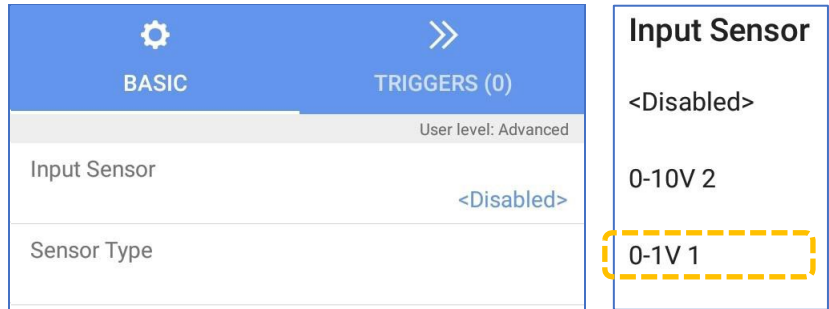 BASIC
TRIGGERS (0)
User level: Advanced
Input Sensor
<Disabled>
Sensor Type
Input Sensor
<Disabled>
0-10V 2
0-1V 1